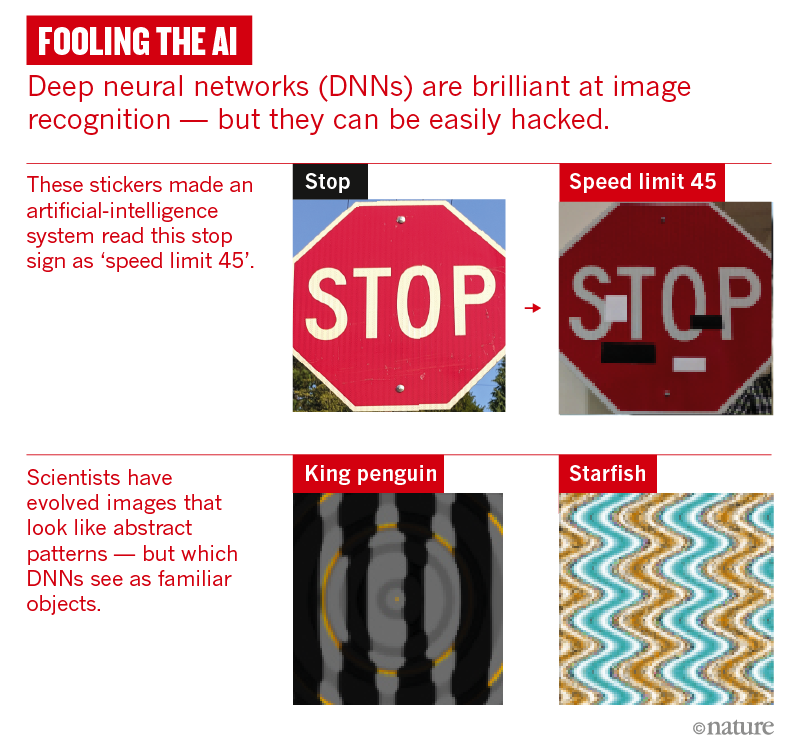 FOOLING THE AI
Deep neural networks (DNNs) are brilliant at image
recognition — but they can be easily hacked.
These stickers made an
artificial-intelligence
system read this stop
sign as ‘speed limit 45’.
Stop
STOP
Speed limit 45
STOP
Scientists have
evolved images that
look like abstract
patterns — but which
DNNs see as familiar
objects.
King penguin
Starfish
©nature